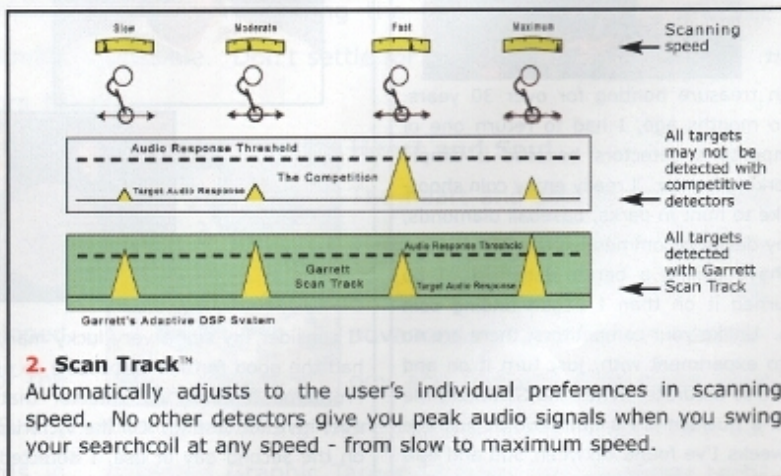 Slow Moderate Fast Maximum
Scanning speed
Audio Response Threshold
The Competition
Target Audio Response
All targets
may not be
detected with
competitive
detectors
Audio Response Threshold
Garrett
Scan Track
Target Audio Response
All targets
detected
with Garrett
Scan Track
Garrett's Adaptive DSP System
2. Scan Track™
Automatically adjusts to the user's individual preferences in scanning
speed. No other detectors give you peak audio signals when you swing
your searchcoil at any speed - from slow to maximum speed.